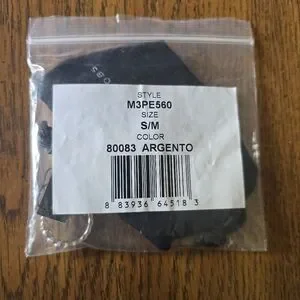 STYLE
M3PE560
SIZE
S/M
COLOR
80083 ARGENTO
8 83936 64518 3